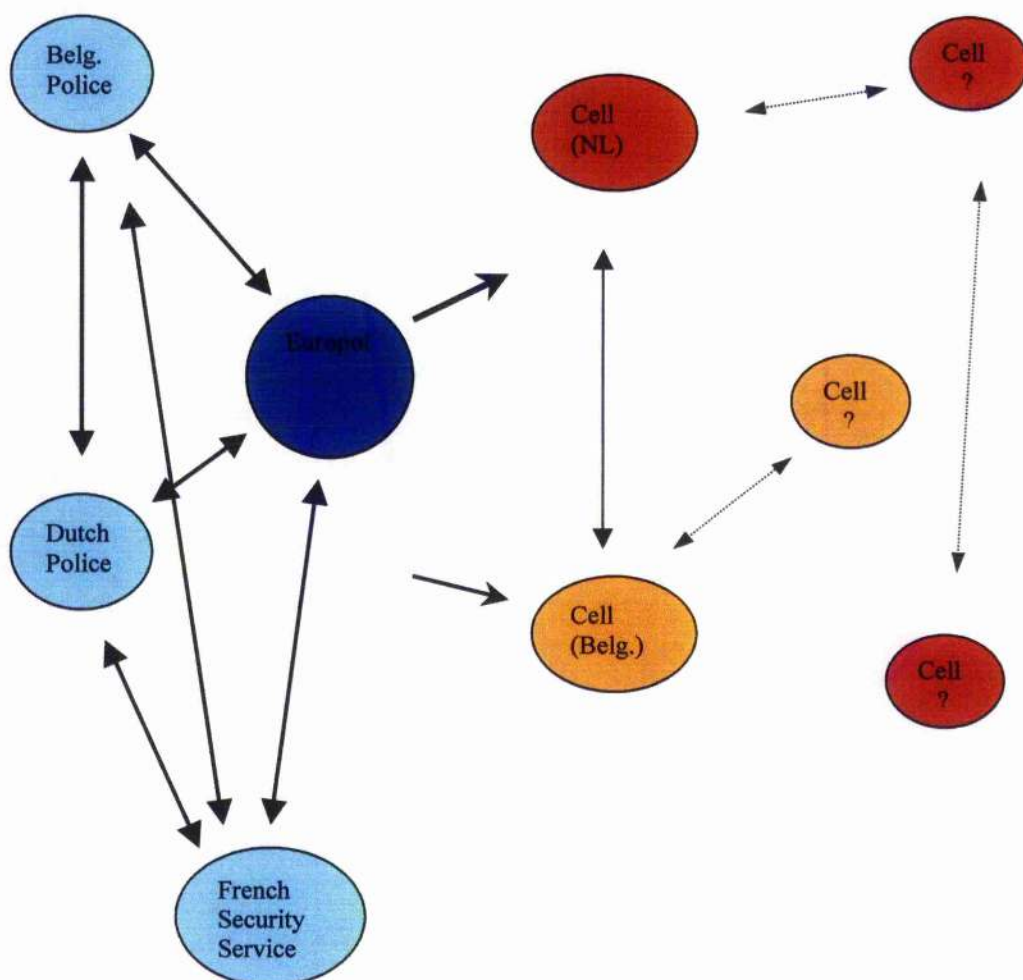 Belg.
Police
Cell
?
Cell
(NL)
Europol
Cell
?
Dutch
Police
Cell
(Belg.)
Cell
?
French
Security
Service